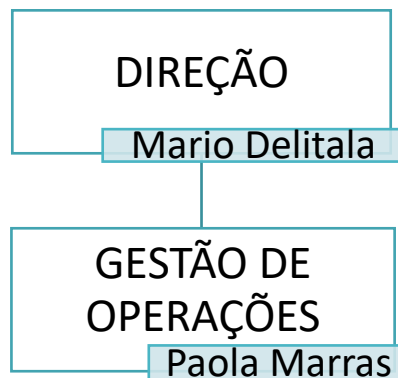 DIREÇÃO
Mario Delitala
GESTÃO DE
OPERAÇÕES
Paola Marras